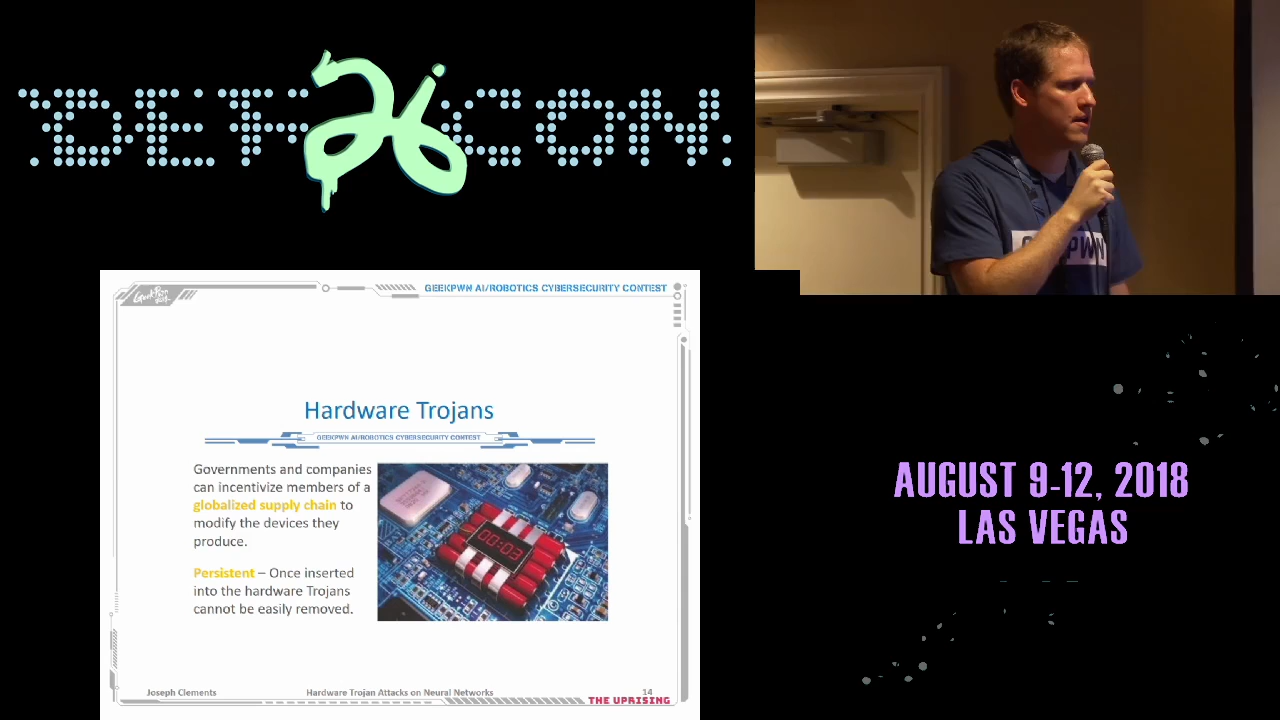 DEFCON
26
GEEKPWN AI/ROBOTICS CYBERSECURITY CONTEST
Hardware Trojans
GEEKPWN AI/ROBOTICS CYBERSECURITY CONTEST
Governments and companies
can incentivize members of a
globalized supply chain to
modify the devices they
produce.
00:03
Persistent – Once inserted
into the hardware Trojans
cannot be easily removed.
Joseph Clements
Hardware Trojan Attacks on Neural Networks
14
THE UPRISING
AUGUST 9-12, 2018
LAS VEGAS